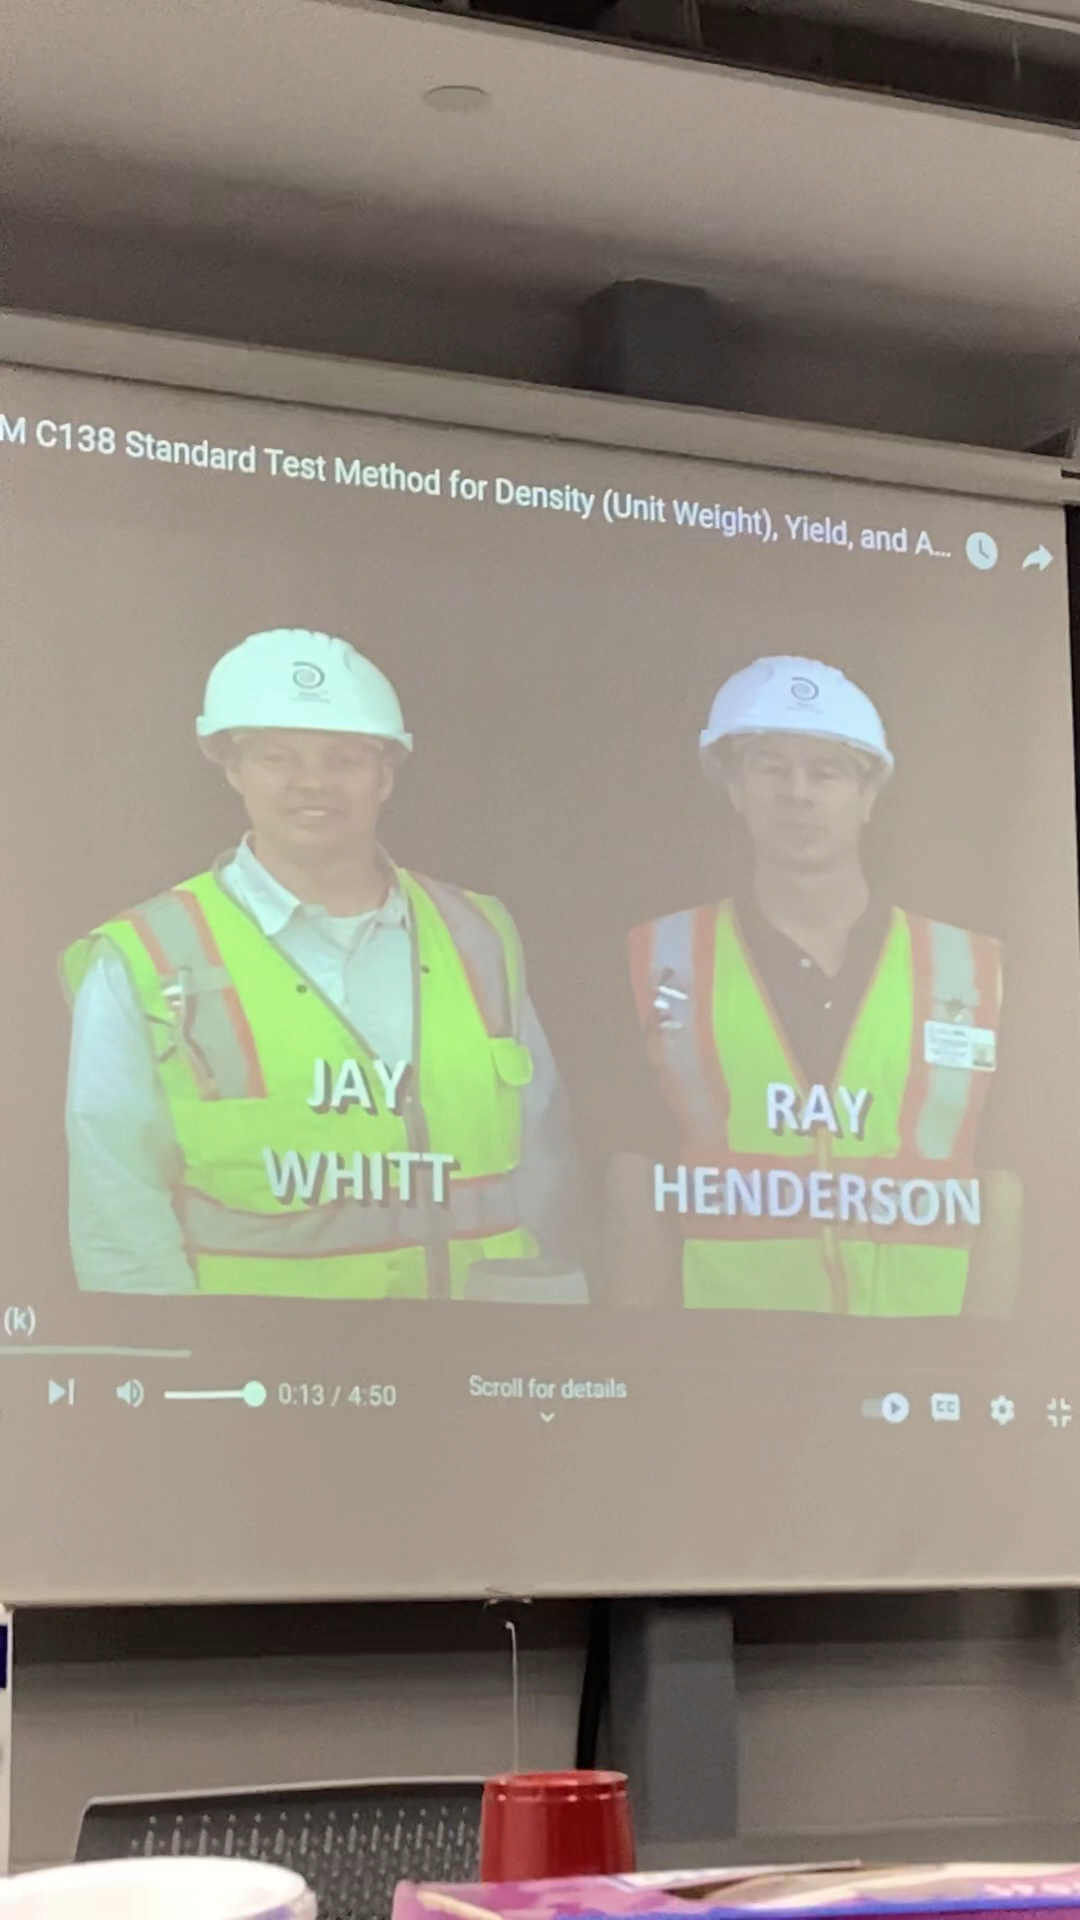 M C138 Standard Test Method for Density (Unit Weight), Yield, and A...
JAY
WHITT
RAY
HENDERSON
(k)
0:13 / 4:50
Scroll for details
CC